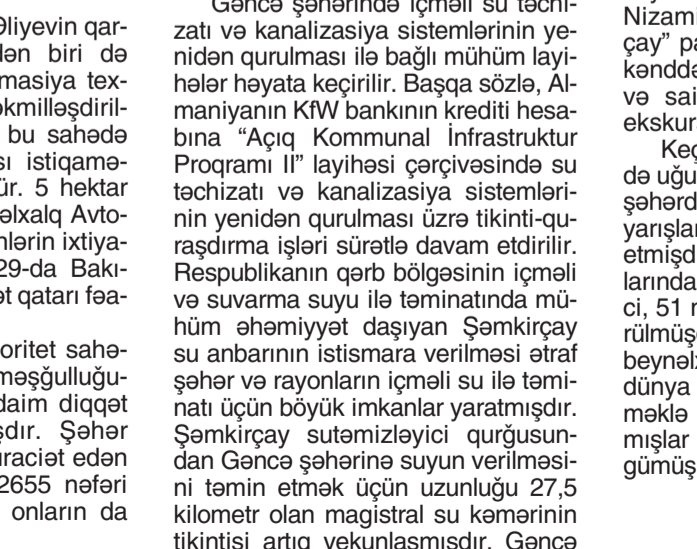 Əliyevin qar-
dən biri də
masiya tex-
əkmilləşdiril-
bu sahədə
sı istiqamə-
ür. 5 hektar
əlxalq Avto-
nlərin ixtiya-
29-da Bakı-
ət qatarı fəa-
oritet sahə-
məşğulluğu-
daim diqqət
şdır. Şəhər
üraciət edən
2655 nəfəri
onların da
Gəncə şəhərində içməli su təchi-
zatı və kanalizasiya sistemlərinin ye-
nidən qurulması ilə bağlı mühüm layi-
hələr həyata keçirilir. Başqa sözlə, Al-
maniyanın KfW bankının krediti hesa-
bına “Açıq Kommunal İnfrastruktur
Proqramı II” layihəsi çərçivəsində su
təchizatı və kanalizasiya sistemləri-
nin yenidən qurulması üzrə tikinti-qu-
raşdırma işləri sürətlə davam etdirilir.
Respublikanın qərb bölgəsinin içməli
və suvarma suyu ilə təminatında mü-
hüm əhəmiyyət daşıyan Şəmkirçay
su anbarının istismara verilməsi ətraf
şəhər və rayonların içməli su ilə təmi-
natı üçün böyük imkanlar yaratmışdır.
Şəmkirçay sutəmizləyici qurğusun-
dan Gəncə şəhərinə suyun verilməsi-
ni təmin etmək üçün uzunluğu 27,5
kilometr olan magistral su kəmərinin
tikintisi artıq yekunlaşmışdır. Gəncə
Nizami
çay” pa
kənddə
və sai
ekskurs
Keç
də uğu
şəhərd
yarışlar
etmişd
larında
ci, 51 n
rülmüş
beynəlx
dünya
məklə
mışlar
gümüş